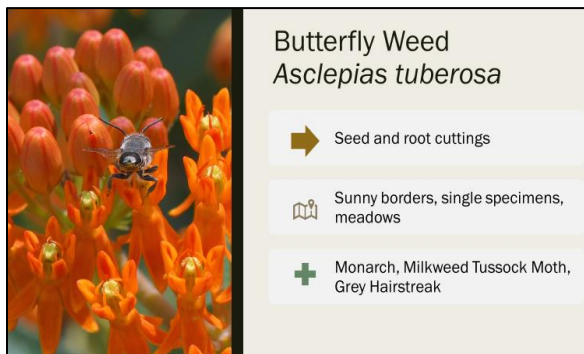 Butterfly Weed
Asclepias tuberosa
Seed and root cuttings
Sunny borders, single specimens,
meadows
Monarch, Milkweed Tussock Moth,
Grey Hairstreak